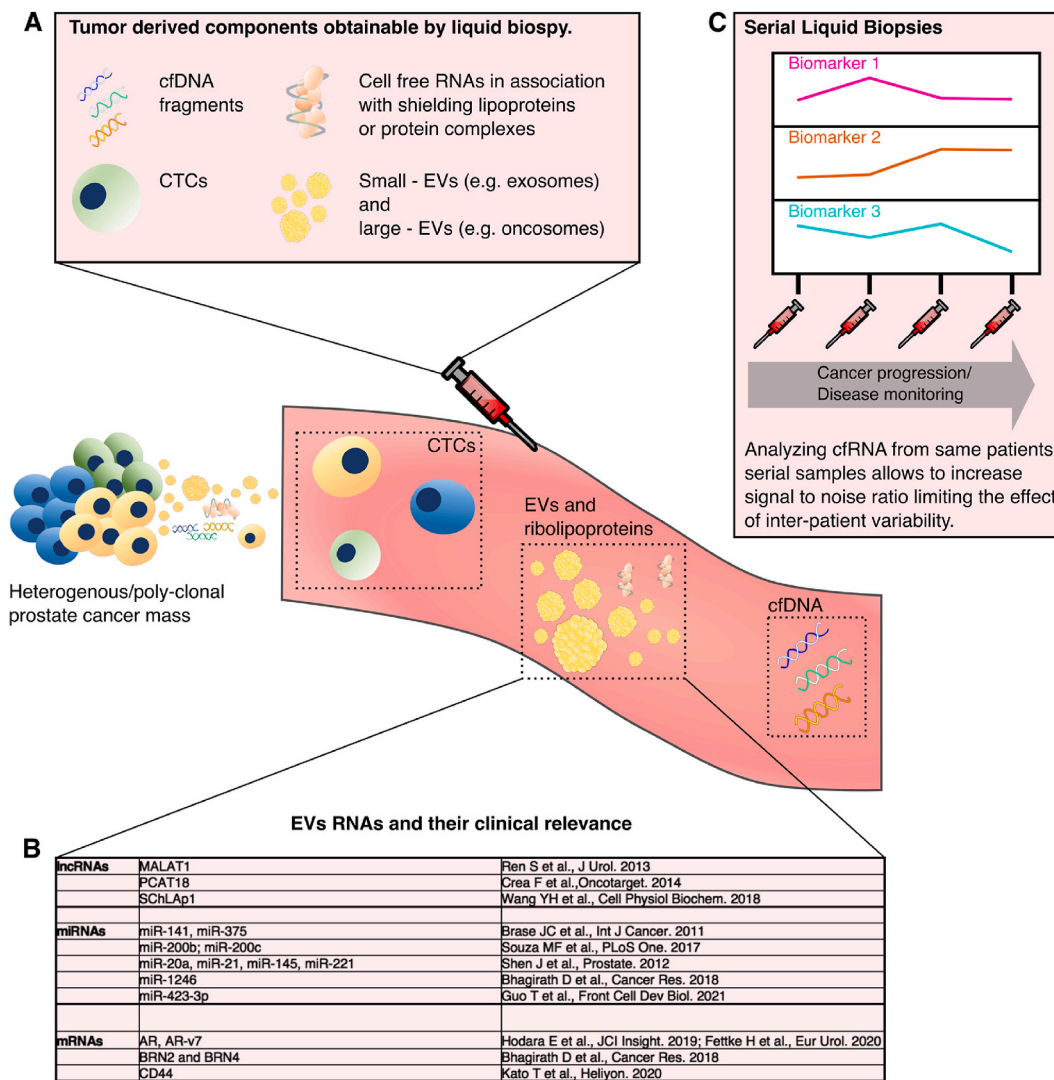 A
Tumor derived components obtainable by liquid biospy.
cfDNA
fragments
Cell free RNAs in association
with shielding lipoproteins
or protein complexes
CTCs
Small - EVs (e.g. exosomes)
and
large - EVs (e.g. oncosomes)
C
Serial Liquid Biopsies
Biomarker 1
Biomarker 2
Biomarker 3
Cancer progression/
Disease monitoring
Analyzing cfRNA from same patients
serial samples allows to increase
signal to noise ratio limiting the effect
of inter-patient variability.
CTCs
EVs and
ribolipoproteins
cfDNA
Heterogenous/poly-clonal
prostate cancer mass
EVs RNAs and their clinical relevance
B
lncRNAs MALAT1 Ren S et al., J Urol. 2013
PCAT18 Crea F et al.,Oncotarget. 2014
SChLAp1 Wang YH et al., Cell Physiol Biochem. 2018
miRNAs miR-141, miR-375 Brase JC et al., Int J Cancer. 2011
miR-200b; miR-200c Souza MF et al., PLoS One. 2017
miR-20a, miR-21, miR-145, miR-221 Shen J et al., Prostate. 2012
miR-1246 Bhagirath D et al., Cancer Res. 2018
miR-423-3p Guo T et al., Front Cell Dev Biol. 2021
mRNAs AR, AR-v7 Hodara E et al., JCI Insight. 2019; Fettke H et al., Eur Urol. 2020
BRN2 and BRN4 Bhagirath D et al., Cancer Res. 2018
CD44 Kato T et al., Heliyon. 2020